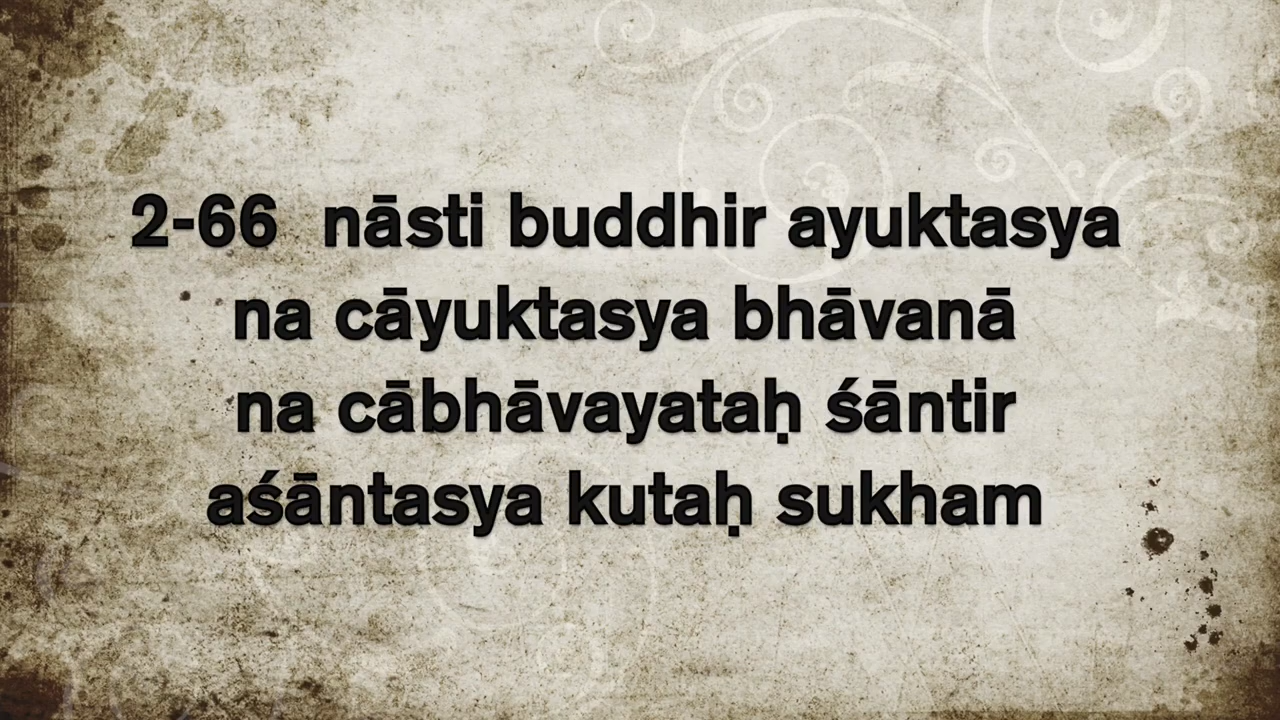 2-66 nāsti buddhir ayuktasya
na cāyuktasya bhāvanā
na cābhāvayataḥ śāntir
aśāntasya kutaḥ sukham